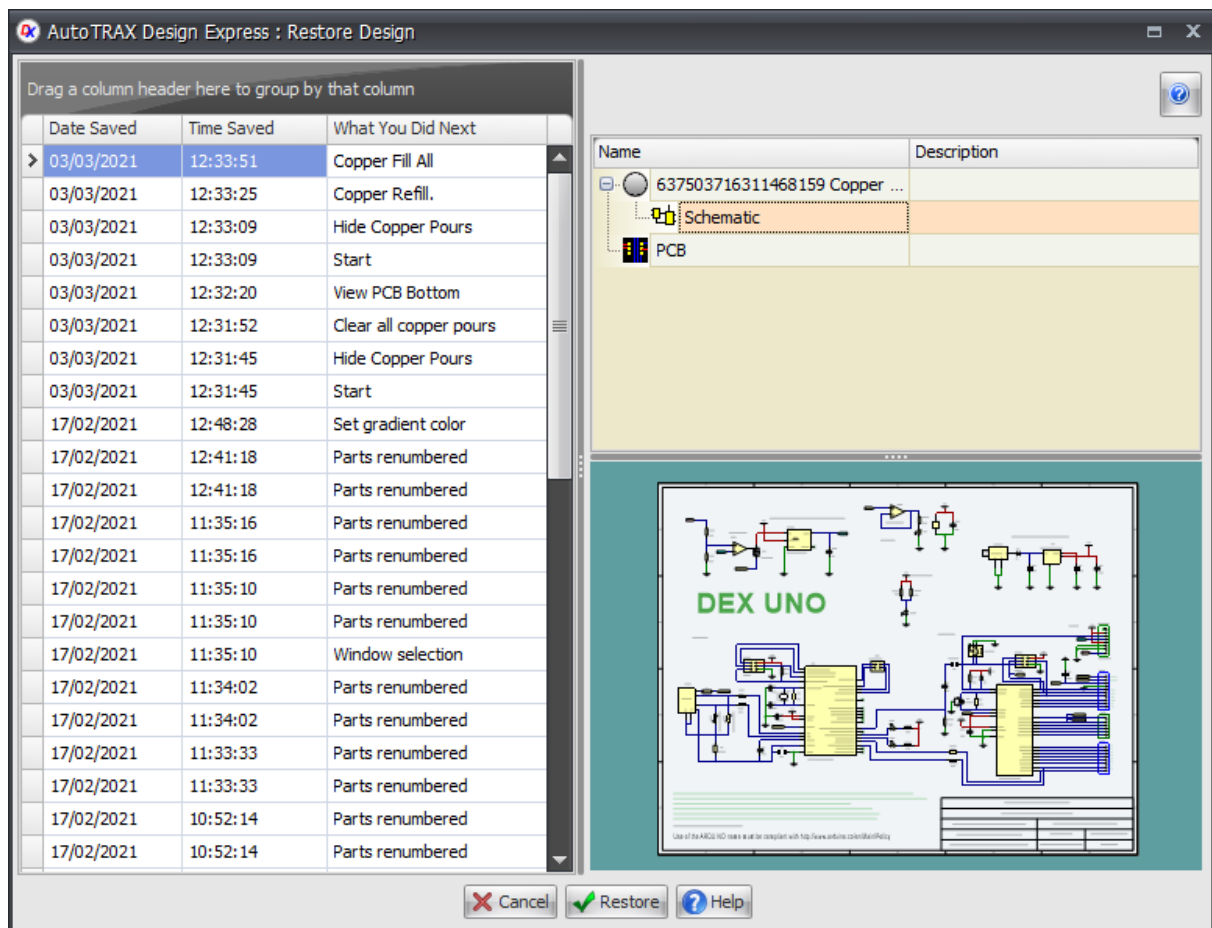 AutoTRAX Design Express : Restore Design
Drag a column header here to group by that column
Date Saved Time Saved What You Did Next
03/03/2021 12:33:51 Copper Fill All
03/03/2021 12:33:25 Copper Refill.
03/03/2021 12:33:09 Hide Copper Pours
03/03/2021 12:33:09 Start
03/03/2021 12:32:20 View PCB Bottom
03/03/2021 12:31:52 Clear all copper pours
03/03/2021 12:31:45 Hide Copper Pours
03/03/2021 12:31:45 Start
17/02/2021 12:48:28 Set gradient color
17/02/2021 12:41:18 Parts renumbered
17/02/2021 12:41:18 Parts renumbered
17/02/2021 11:35:16 Parts renumbered
17/02/2021 11:35:16 Parts renumbered
17/02/2021 11:35:10 Parts renumbered
17/02/2021 11:35:10 Parts renumbered
17/02/2021 11:35:10 Window selection
17/02/2021 11:34:02 Parts renumbered
17/02/2021 11:34:02 Parts renumbered
17/02/2021 11:33:33 Parts renumbered
17/02/2021 11:33:33 Parts renumbered
17/02/2021 10:52:14 Parts renumbered
17/02/2021 10:52:14 Parts renumbered
Name Description
637503716311468159 Copper ...
Schematic
PCB
DEX UNO
Cancel Restore Help